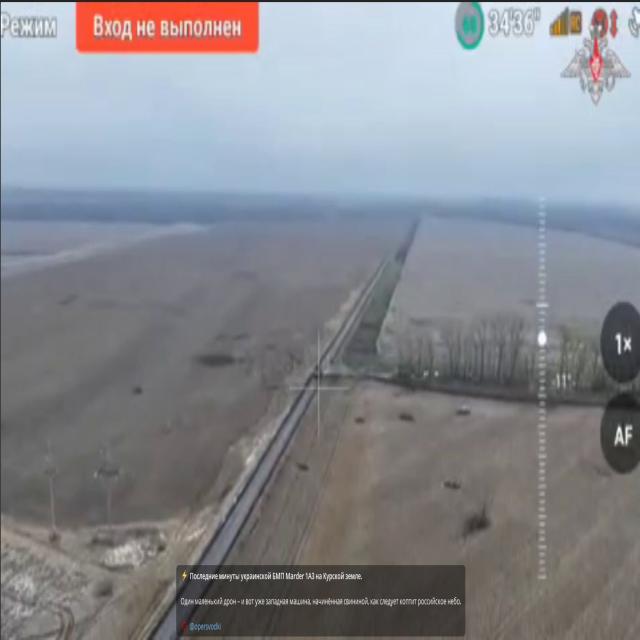 Режим
Вход не выполнен
34'36"
1x
AF
⚡ Последние минуты украинской БМП Marder 1A3 на Курской земле.
Один маленький дрон – и вот уже западная машина, начинённая свининой, как следует коптит российское небо.
@opersvodki